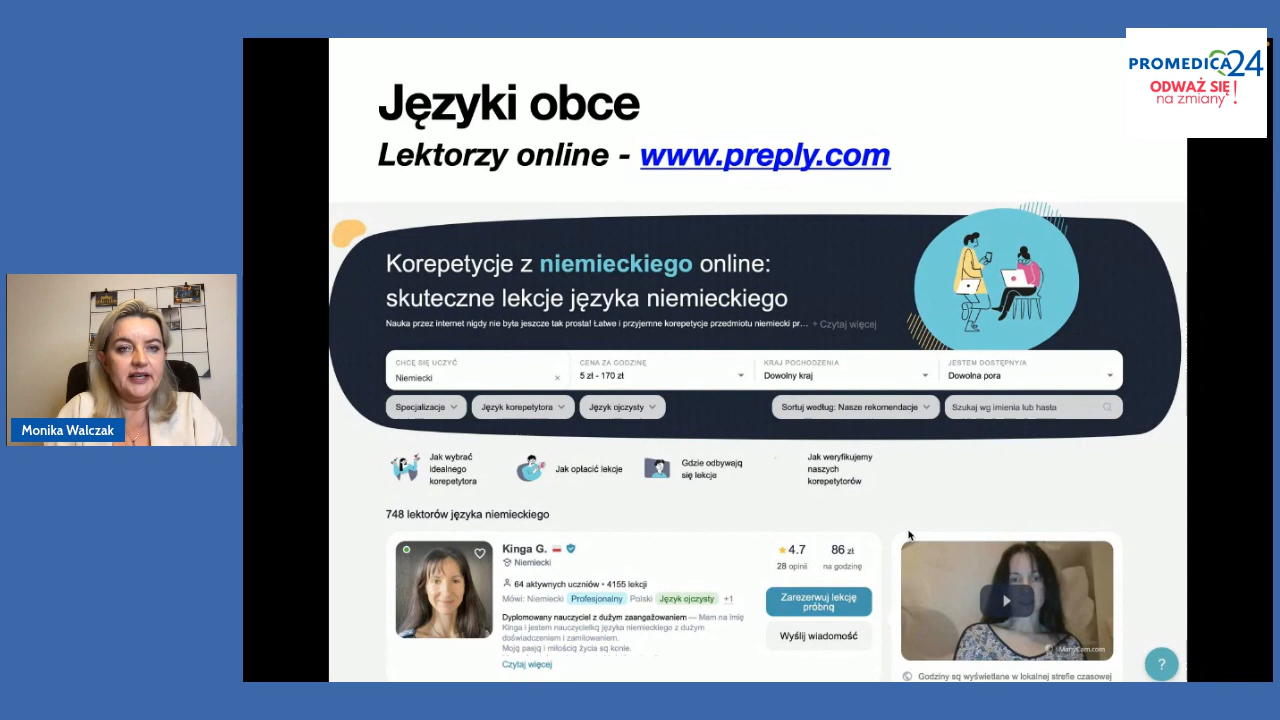 PROMEDICA24
ODWAŻ SIĘ
na zmiany!
Języki obce
Lektorzy online - www.preply.com
Korepetycje z niemieckiego online:
skuteczne lekcje języka niemieckiego
Nauka przez internet nigdy nie była jeszcze tak prosta! Łatwe i przyjemne korepetycje przedmiotu niemiecki pr... + Czytaj więcej
CHCĘ SIĘ UCZYĆ
Niemiecki ×
CENA ZA GODZINĘ
5 zł - 170 zł
KRAJ POCHODZENIA
Dowolny kraj
JESTEM DOSTĘPNY/A
Dowolna pora
Specjalizacje
Język korepetytora
Język ojczysty
Sortuj według: Nasze rekomendacje
Szukaj wg imienia lub hasła
Jak wybrać
idealnego
korepetytora
Jak opłacić lekcje
Gdzie odbywają
się lekcje
Jak weryfikujemy
naszych
korepetytorów
748 lektorów języka niemieckiego
Kinga G.
Niemiecki
64 aktywnych uczniów • 4155 lekcji
Mówi: Niemiecki Profesjonalny Polski Język ojczysty +1
Dyplomowany nauczyciel z dużym zaangażowaniem — Mam na imię
Kinga i jestem nauczycielką języka niemieckiego z dużym
doświadczeniem i zamiłowaniem.
Moją pasją i miłością życia są konie.
Czytaj więcej
4.7
28 opinii
86 zł
na godzinę
Zarezerwuj lekcję
próbną
Wyślij wiadomość
ManyCam.com
Godziny są wyświetlane w lokalnej strefie czasowej
?
Monika Walczak